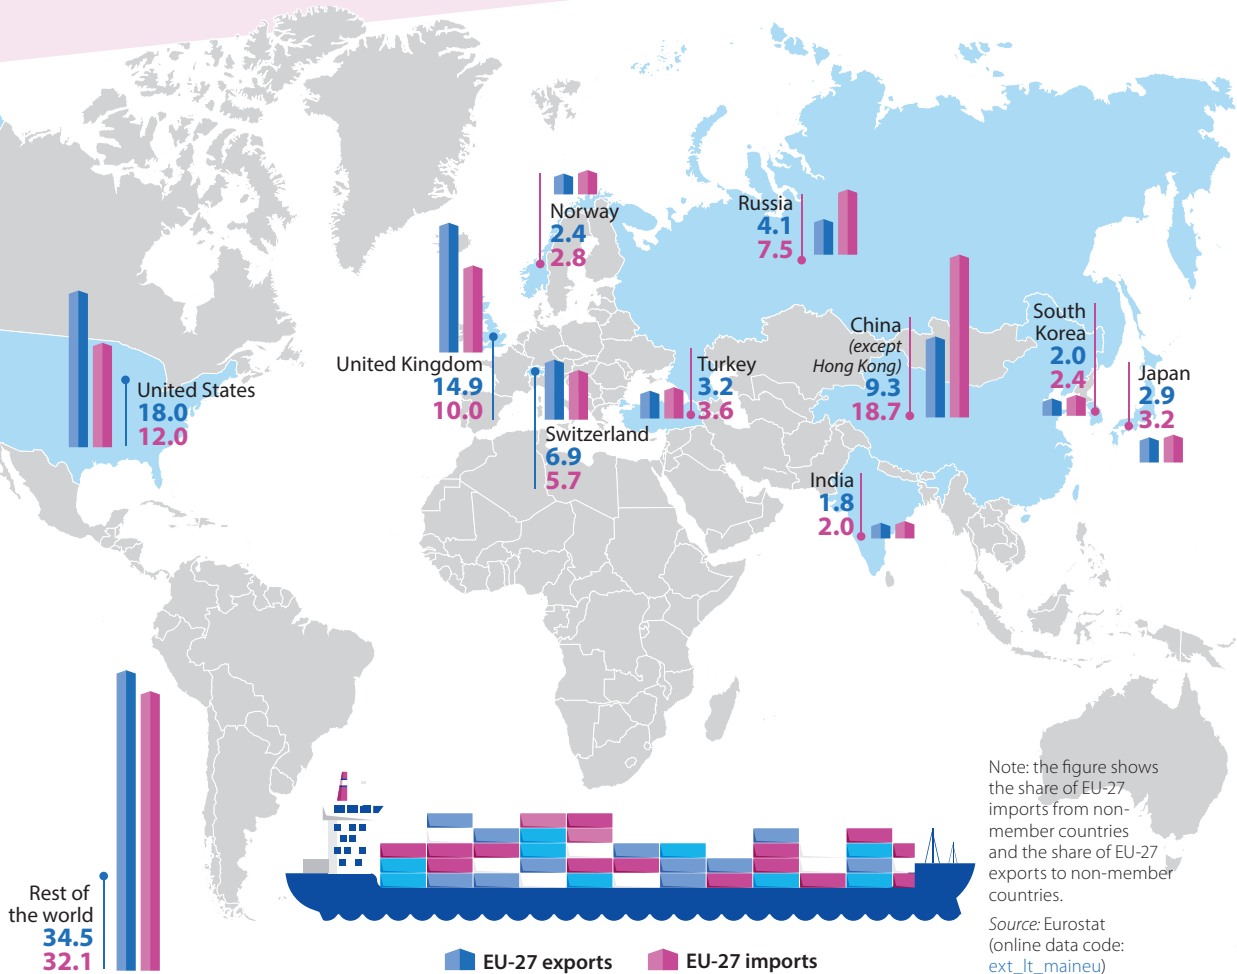 Norway
2.4
2.8
Russia
4.1
7.5
United Kingdom
14.9
10.0
United States
18.0
12.0
Switzerland
6.9
5.7
Turkey
3.2
3.6
China
(except
Hong Kong)
9.3
18.7
South
Korea
2.0
2.4
Japan
2.9
3.2
India
1.8
2.0
Rest of
the world
34.5
32.1
EU-27 exports
EU-27 imports
Note: the figure shows
the share of EU-27
imports from non-
member countries
and the share of EU-27
exports to non-member
countries.
Source: Eurostat
(online data code:
ext_lt_maineu)